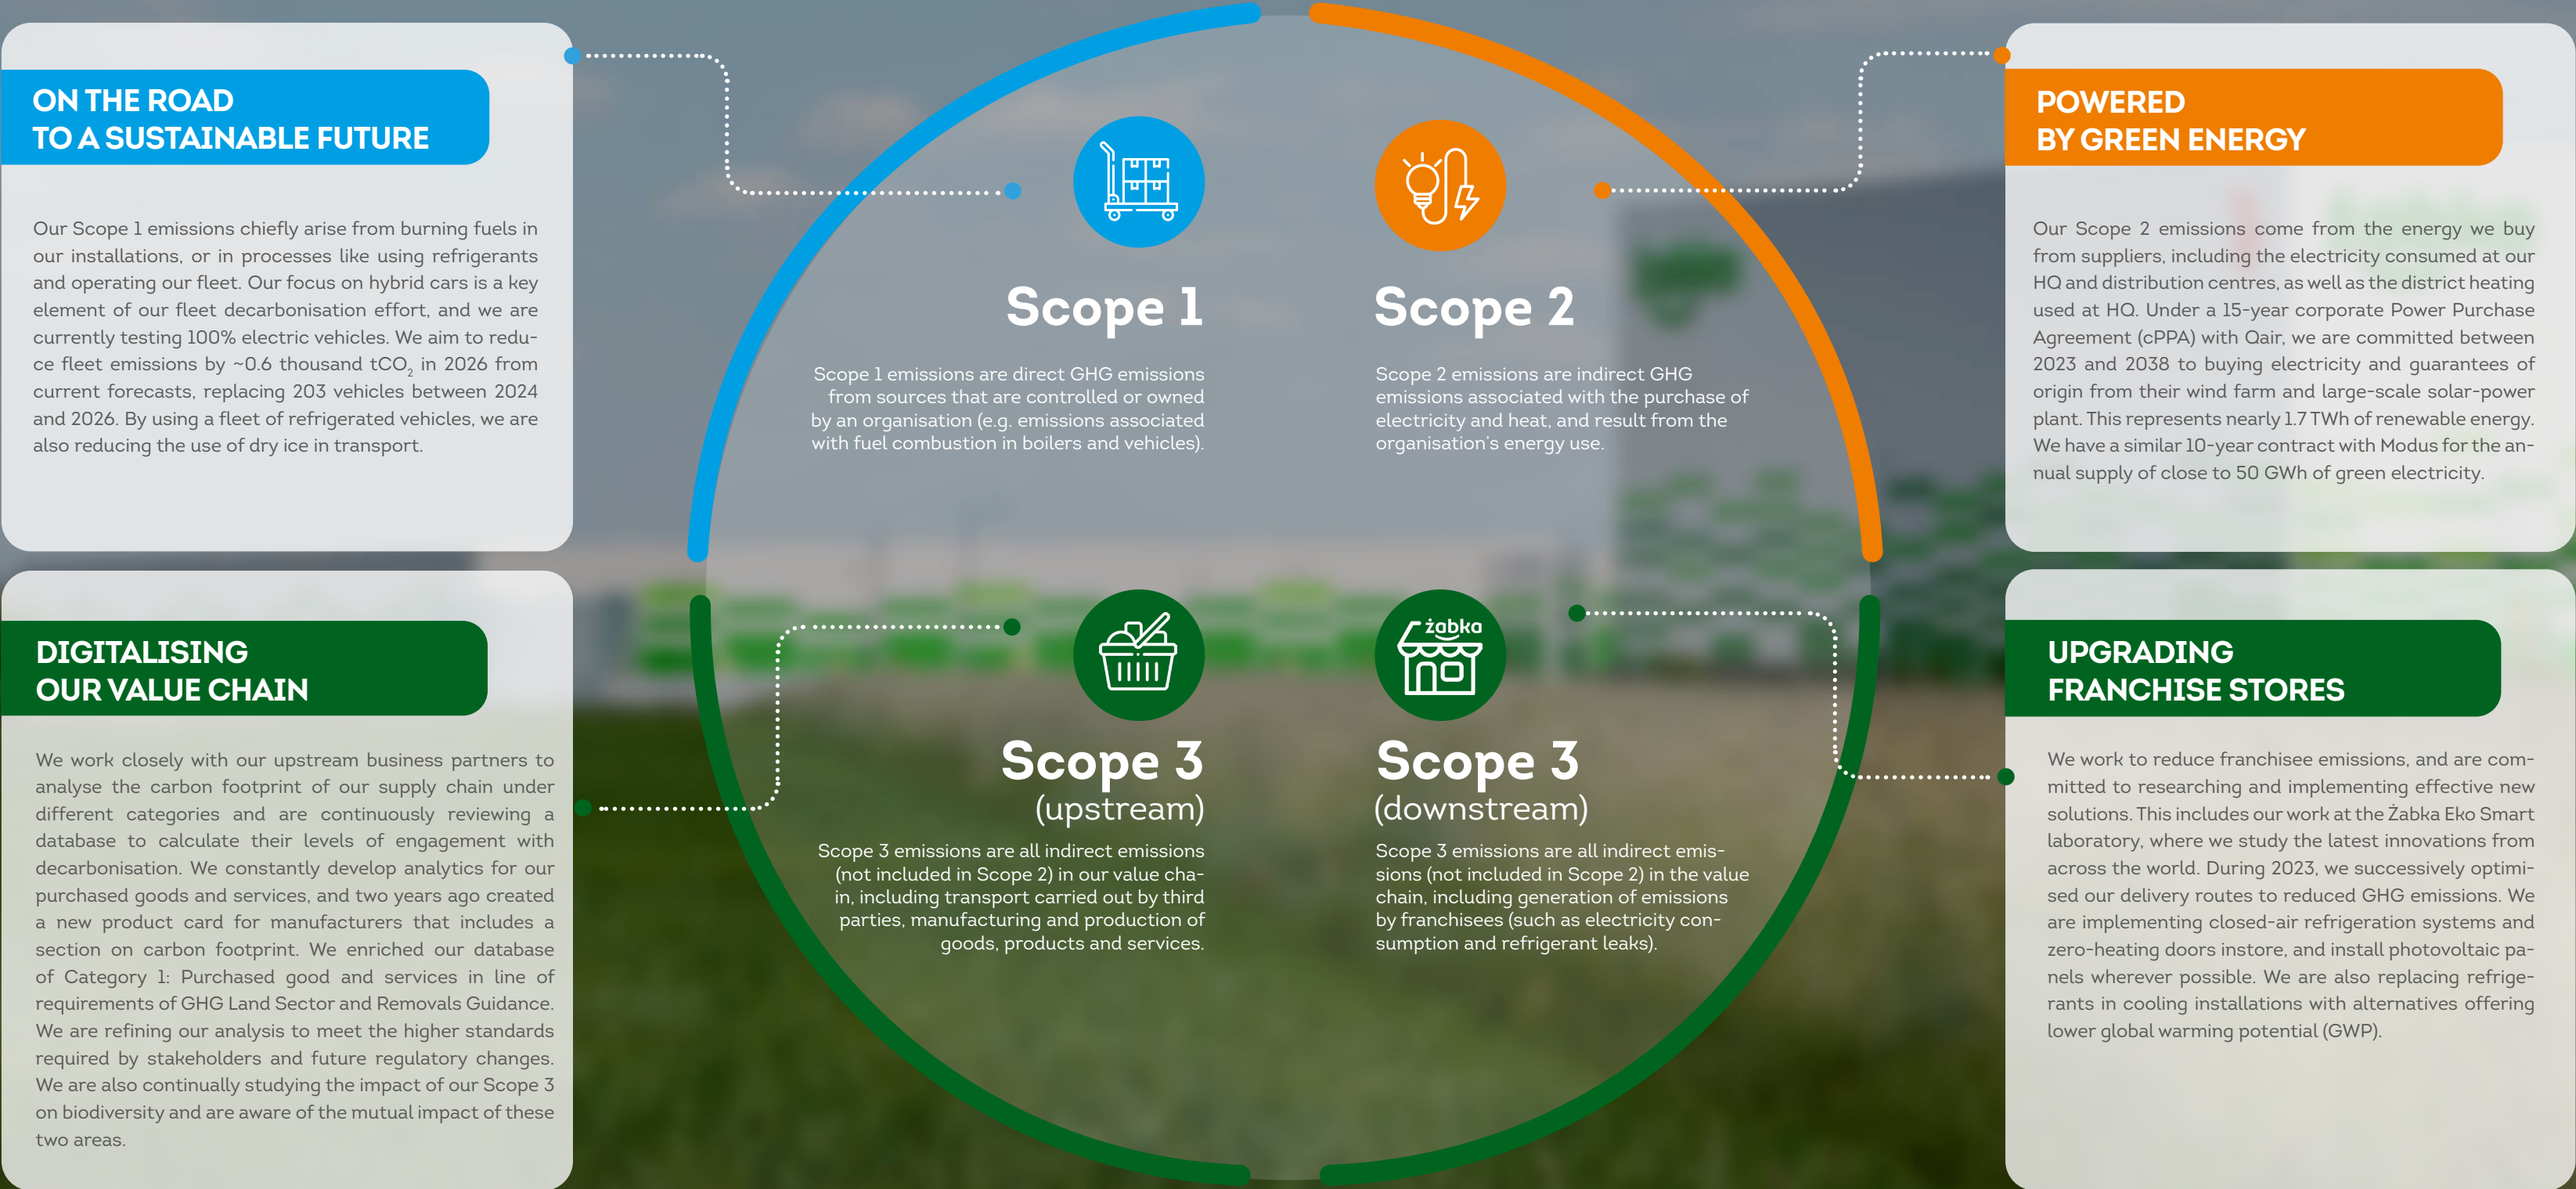 ON THE ROAD
TO A SUSTAINABLE FUTURE
Our Scope 1 emissions chiefly arise from burning fuels in
our installations, or in processes like using refrigerants
and operating our fleet. Our focus on hybrid cars is a key
element of our fleet decarbonisation effort, and we are
currently testing 100% electric vehicles. We aim to redu-
ce fleet emissions by ~0.6 thousand tCO₂ in 2026 from
current forecasts, replacing 203 vehicles between 2024
and 2026. By using a fleet of refrigerated vehicles, we are
also reducing the use of dry ice in transport.
Scope 1
Scope 1 emissions are direct GHG emissions
from sources that are controlled or owned
by an organisation (e.g. emissions associated
with fuel combustion in boilers and vehicles).
Scope 2
Scope 2 emissions are indirect GHG
emissions associated with the purchase of
electricity and heat, and result from the
organisation's energy use.
POWERED
BY GREEN ENERGY
Our Scope 2 emissions come from the energy we buy
from suppliers, including the electricity consumed at our
HQ and distribution centres, as well as the district heating
used at HQ. Under a 15-year corporate Power Purchase
Agreement (cPPA) with Qair, we are committed between
2023 and 2038 to buying electricity and guarantees of
origin from their wind farm and large-scale solar-power
plant. This represents nearly 1.7 TWh of renewable energy.
We have a similar 10-year contract with Modus for the an-
nual supply of close to 50 GWh of green electricity.
DIGITALISING
OUR VALUE CHAIN
We work closely with our upstream business partners to
analyse the carbon footprint of our supply chain under
different categories and are continuously reviewing a
database to calculate their levels of engagement with
decarbonisation. We constantly develop analytics for our
purchased goods and services, and two years ago created
a new product card for manufacturers that includes a
section on carbon footprint. We enriched our database
of Category 1: Purchased good and services in line of
requirements of GHG Land Sector and Removals Guidance.
We are refining our analysis to meet the higher standards
required by stakeholders and future regulatory changes.
We are also continually studying the impact of our Scope 3
on biodiversity and are aware of the mutual impact of these
two areas.
Scope 3
(upstream)
Scope 3 emissions are all indirect emissions
(not included in Scope 2) in our value cha-
in, including transport carried out by third
parties, manufacturing and production of
goods, products and services.
żabka
Scope 3
(downstream)
Scope 3 emissions are all indirect emis-
sions (not included in Scope 2) in the value
chain, including generation of emissions
by franchisees (such as electricity con-
sumption and refrigerant leaks).
UPGRADING
FRANCHISE STORES
We work to reduce franchisee emissions, and are com-
mitted to researching and implementing effective new
solutions. This includes our work at the Żabka Eko Smart
laboratory, where we study the latest innovations from
across the world. During 2023, we successively optimi-
sed our delivery routes to reduced GHG emissions. We
are implementing closed-air refrigeration systems and
zero-heating doors instore, and install photovoltaic pa-
nels wherever possible. We are also replacing refrige-
rants in cooling installations with alternatives offering
lower global warming potential (GWP).